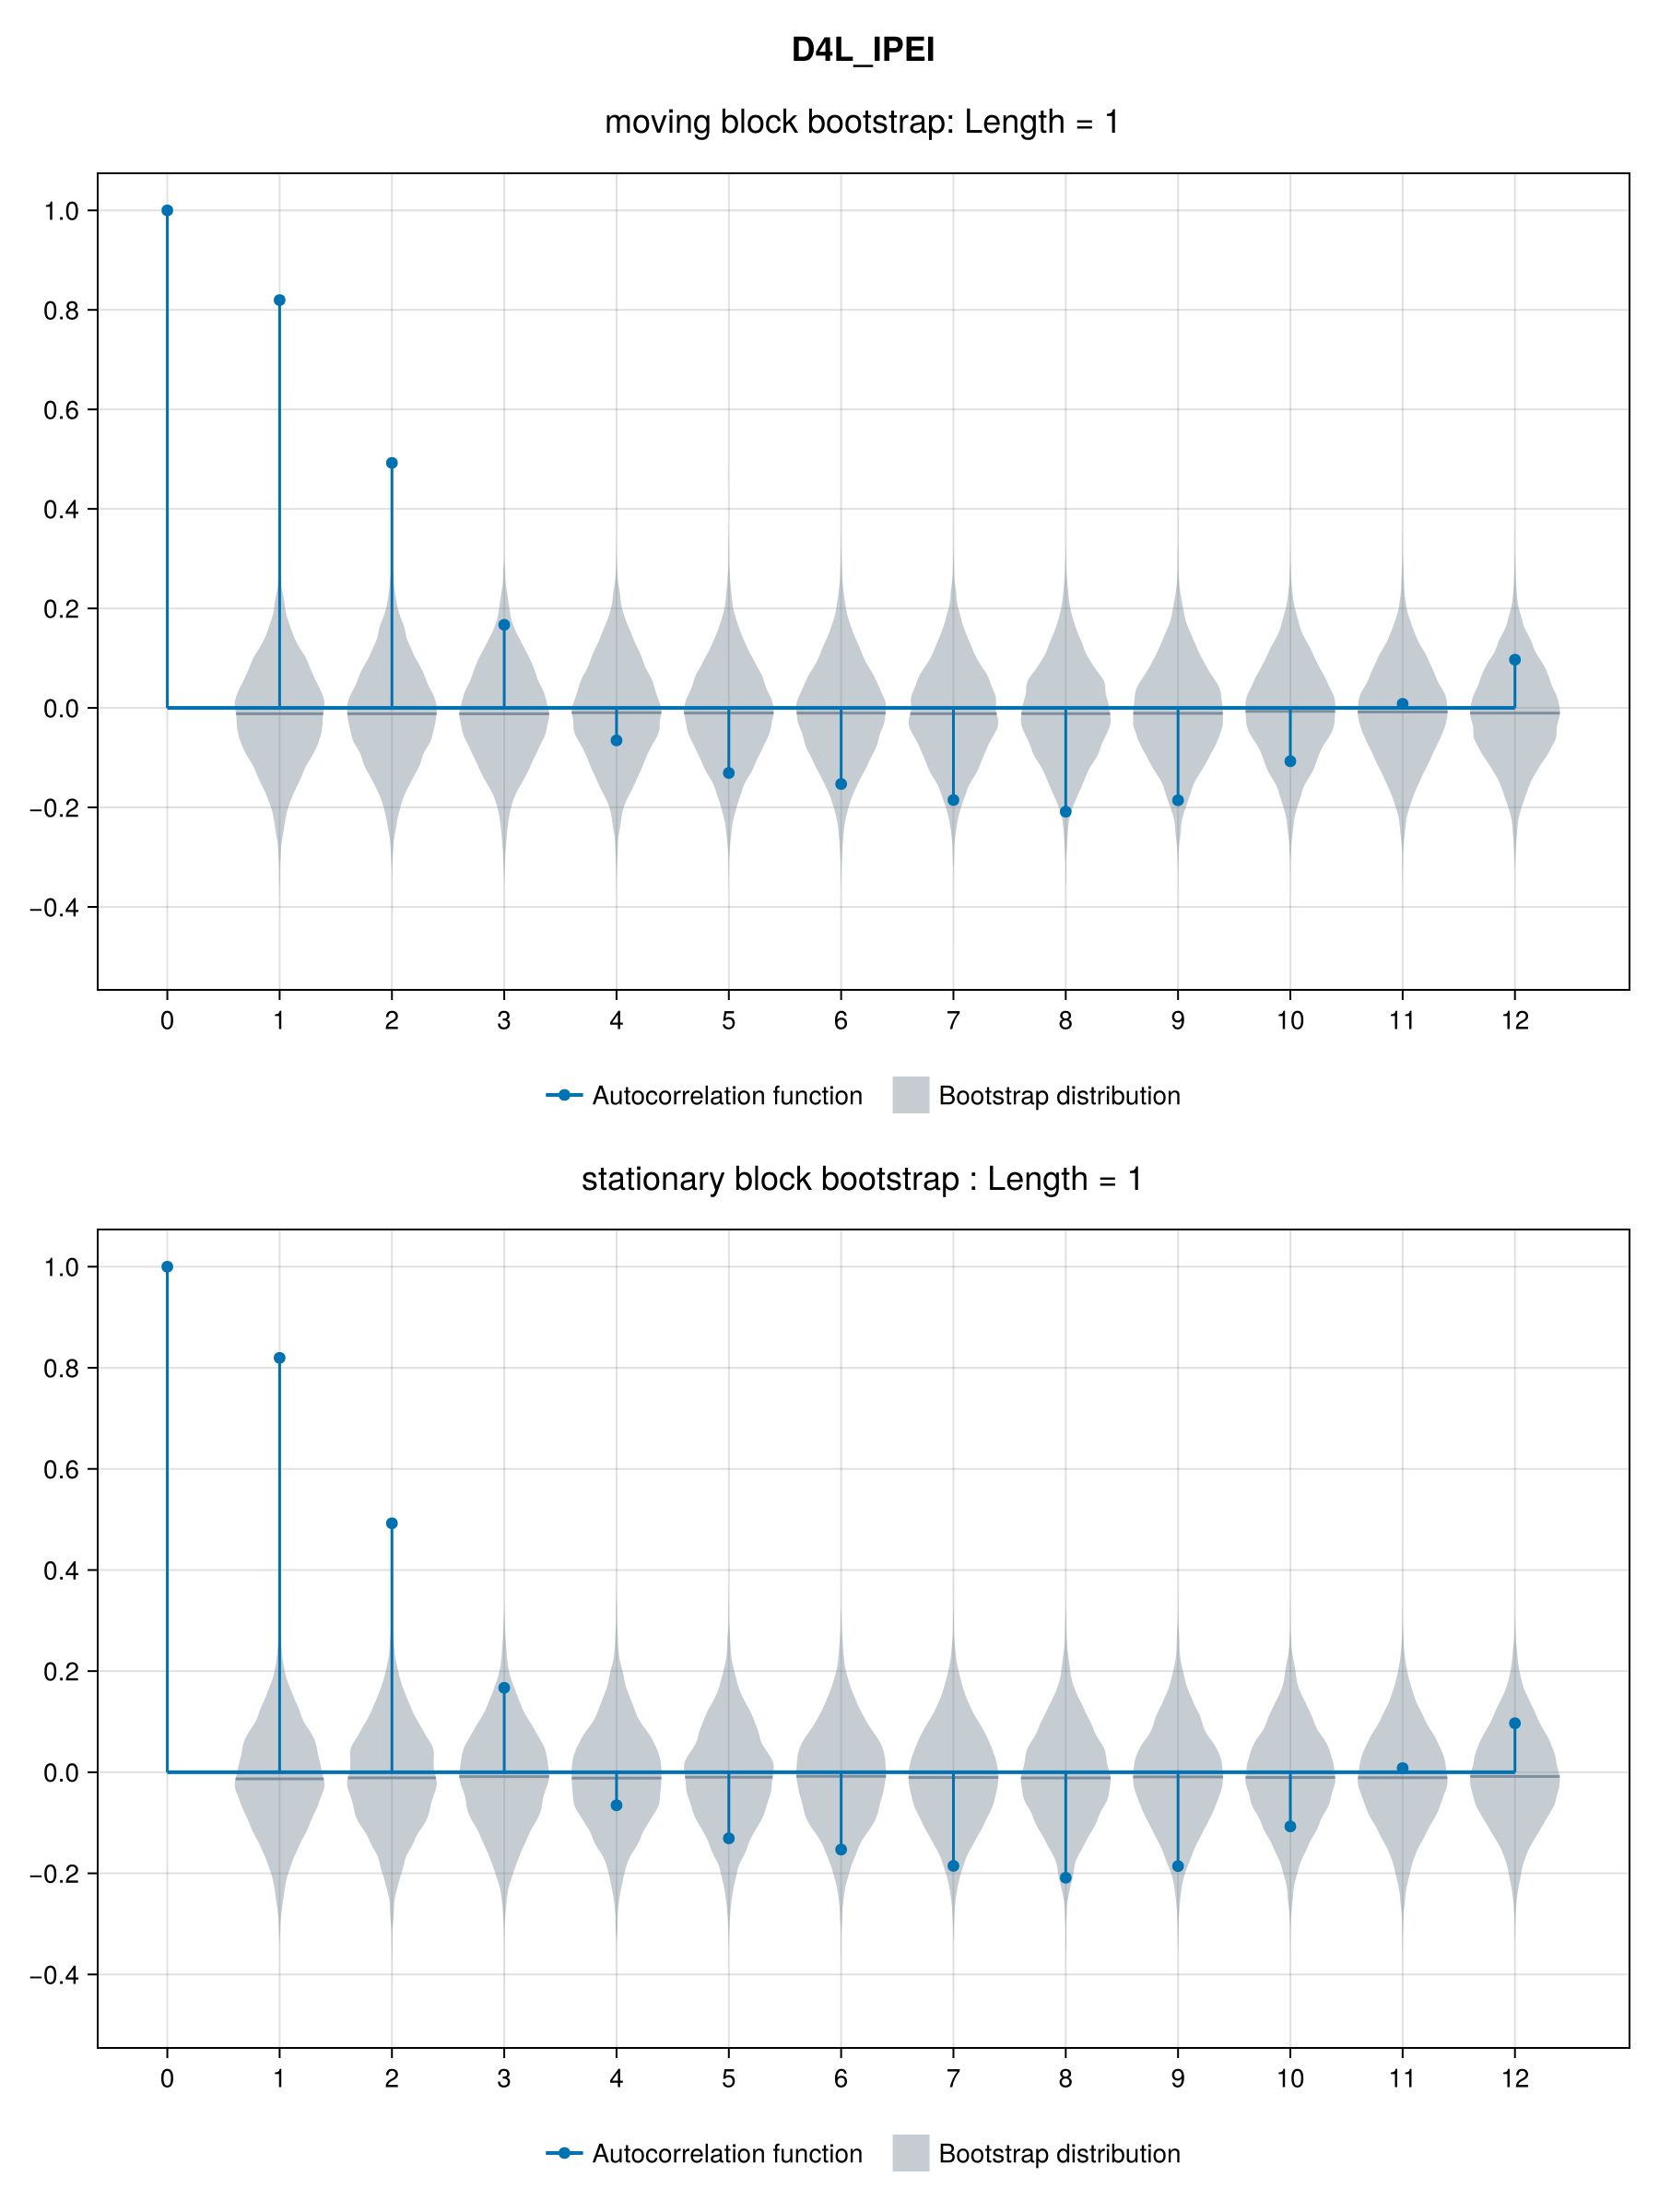 D4L_IPEI
moving block bootstrap: Length = 1
1.0
0.8
0.6
0.4
0.2
0.0
−0.2
−0.4
0 1 2 3 4 5 6 7 8 9 10 11 12
Autocorrelation function Bootstrap distribution
stationary block bootstrap : Length = 1
1.0
0.8
0.6
0.4
0.2
0.0
−0.2
−0.4
0 1 2 3 4 5 6 7 8 9 10 11 12
Autocorrelation function Bootstrap distribution